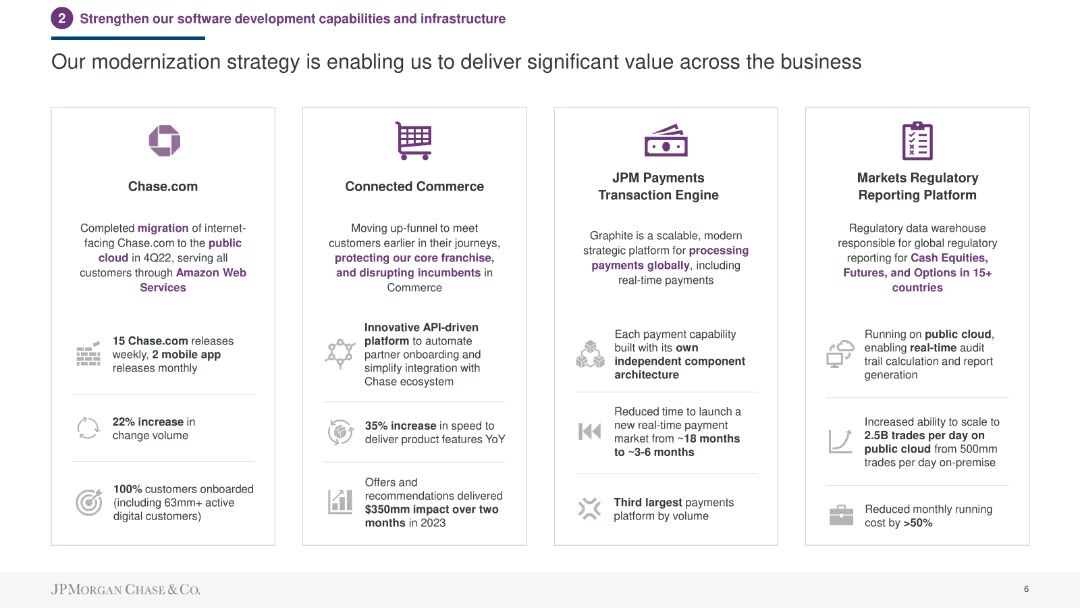 2 Strengthen our software development capabilities and infrastructure
Our modernization strategy is enabling us to deliver significant value across the business
Chase.com
Completed migration of internet-
facing Chase.com to the public
cloud in 4Q22, serving all
customers through Amazon Web
Services
15 Chase.com releases
weekly, 2 mobile app
releases monthly
22% increase in
change volume
100% customers onboarded
(including 63mm+ active
digital customers)
Connected Commerce
Moving up-funnel to meet
customers earlier in their journeys,
protecting our core franchise,
and disrupting incumbents in
Commerce
Innovative API-driven
platform to automate
partner onboarding and
simplify integration with
Chase ecosystem
35% increase in speed to
deliver product features YoY
Offers and
recommendations delivered
$350mm impact over two
months in 2023
JPM Payments
Transaction Engine
Graphite is a scalable, modern
strategic platform for processing
payments globally, including
real-time payments
Each payment capability
built with its own
independent component
architecture
Reduced time to launch a
new real-time payment
market from ~18 months
to ~3-6 months
Third largest payments
platform by volume
Markets Regulatory
Reporting Platform
Regulatory data warehouse
responsible for global regulatory
reporting for Cash Equities,
Futures, and Options in 15+
countries
Running on public cloud,
enabling real-time audit
trail calculation and report
generation
Increased ability to scale to
2.5B trades per day on
public cloud from 500mm
trades per day on-premise
Reduced monthly running
cost by >50%
JPMORGAN CHASE & CO.
6